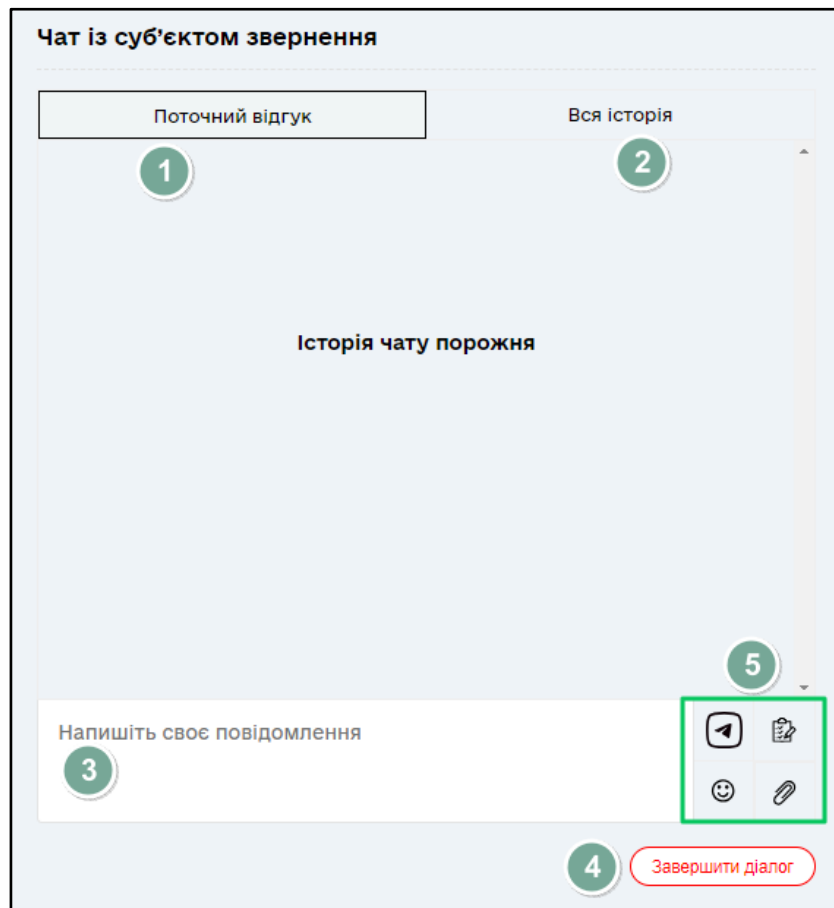 Чат із суб’єктом звернення
Поточний відгук
Вся історія
1
2
Історія чату порожня
5
Напишіть своє повідомлення
3
4
Завершити діалог